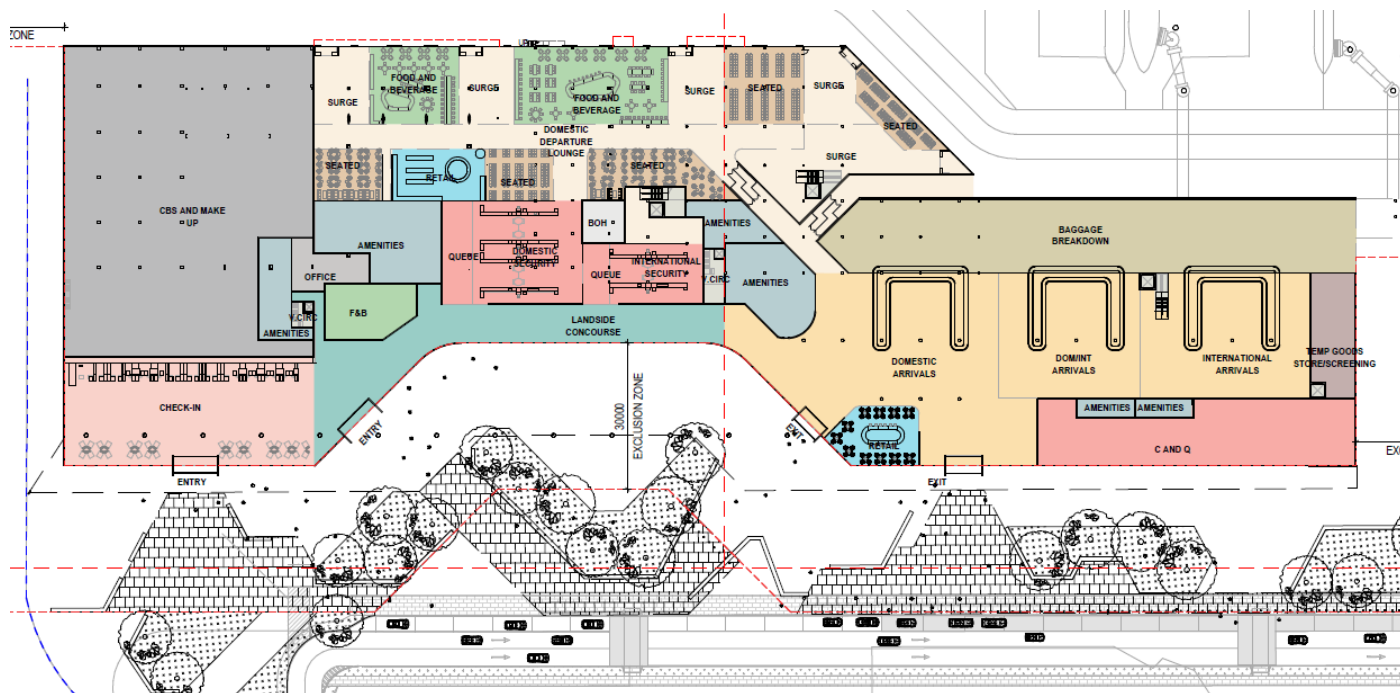 ZONE
UP
FOOD AND
BEVERAGE
SURGE
SURGE
FOOD AND
BEVERAGE
SURGE
SEATED
SURGE
SEATED
DOMESTIC
DEPARTURE
LOUNGE
SURGE
SEATED
RETAIL
SEATED
SEATED
CBS AND MAKE
UP
AMENITIES
BOH
AMENITIES
BAGGAGE
BREAKDOWN
QUEUE
DOMESTIC
SECURITY
QUEUE
INTERNATIONAL
SECURITY
V.CIRC
AMENITIES
OFFICE
V.CIRC
AMENITIES
F&B
LANDSIDE
CONCOURSE
DOMESTIC
ARRIVALS
DOM/INT
ARRIVALS
INTERNATIONAL
ARRIVALS
TEMP GOODS
STORE/SCREENING
CHECK-IN
30000
EXCLUSION ZONE
AMENITIES
AMENITIES
ENTRY
EXIT
RETAIL
C AND Q
EX
ENTRY
EXIT